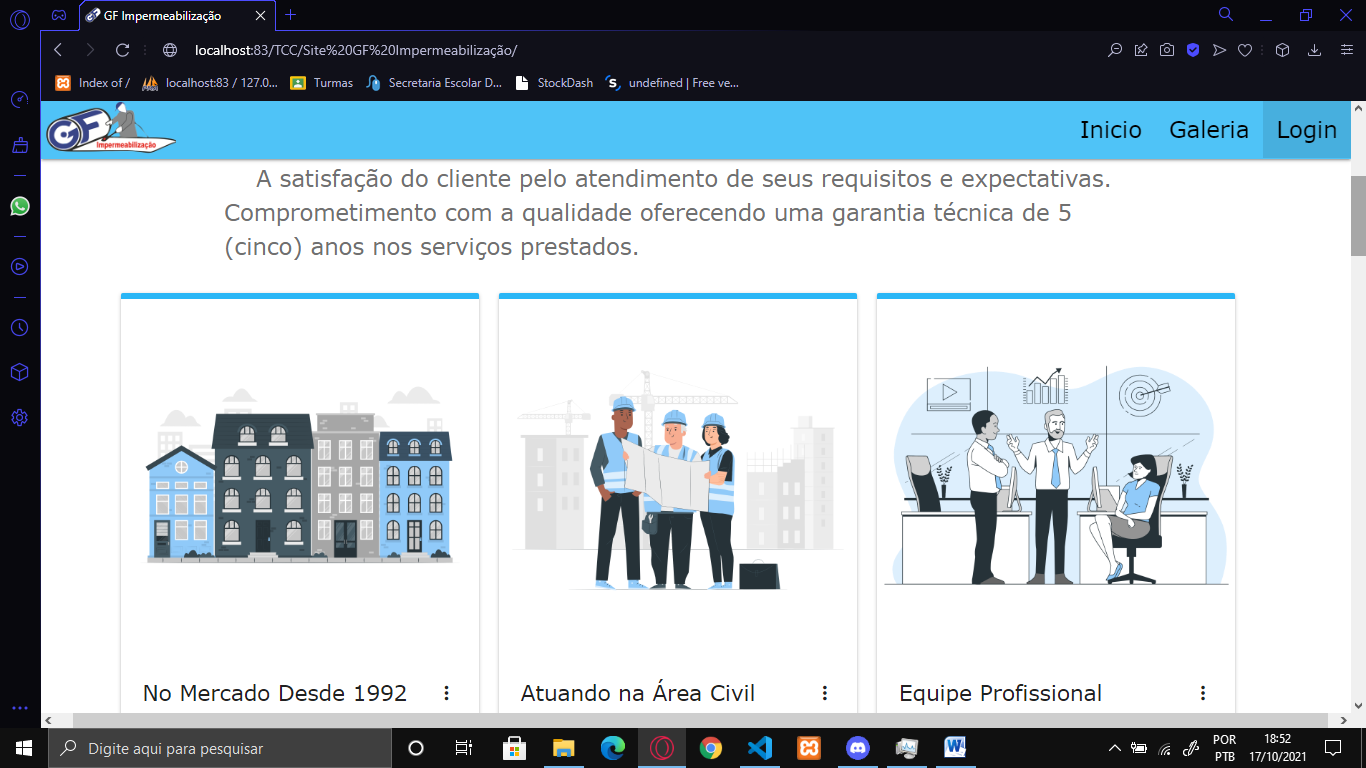 GF Impermeabilização
localhost:83/TCC/Site%20GF%20Impermeabilização/
Index of /
localhost:83 / 127.0...
Turmas
Secretaria Escolar D...
StockDash
undefined | Free ve...
GF
Impermeabilização
Inicio
Galeria
Login
A satisfação do cliente pelo atendimento de seus requisitos e expectativas.
Comprometimento com a qualidade oferecendo uma garantia técnica de 5
(cinco) anos nos serviços prestados.
No Mercado Desde 1992
Atuando na Área Civil
Equipe Profissional
Digite aqui para pesquisar
POR
PTB
18:52
17/10/2021